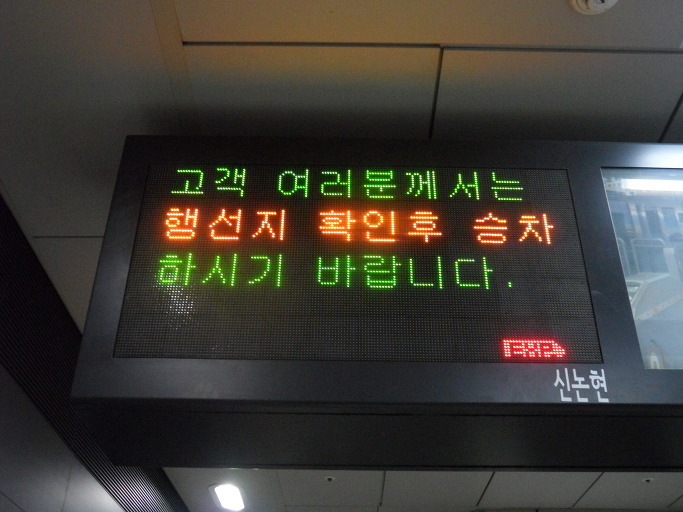 고객 여러분께서는
행선지 확인후 승차
하시기 바랍니다.
신논현